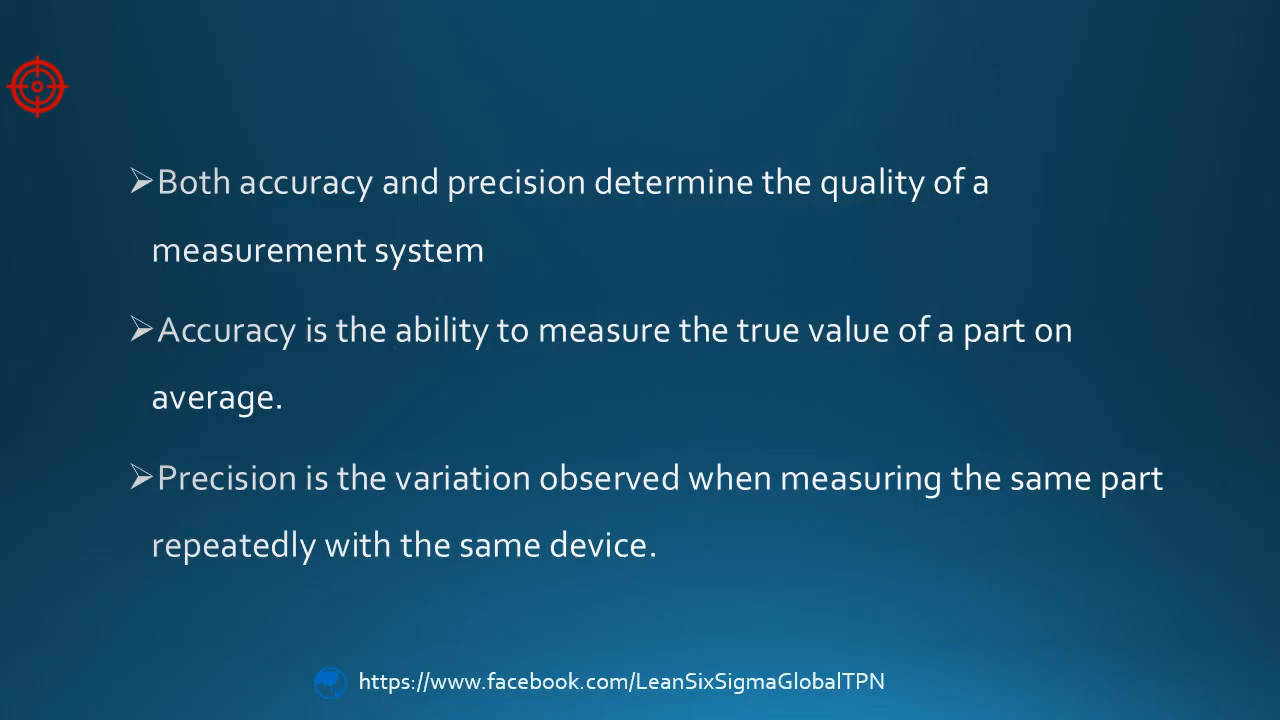 ➢Both accuracy and precision determine the quality of a
measurement system
➢Accuracy is the ability to measure the true value of a part on
average.
➢Precision is the variation observed when measuring the same part
repeatedly with the same device.
https://www.facebook.com/LeanSixSigmaGlobalTPN